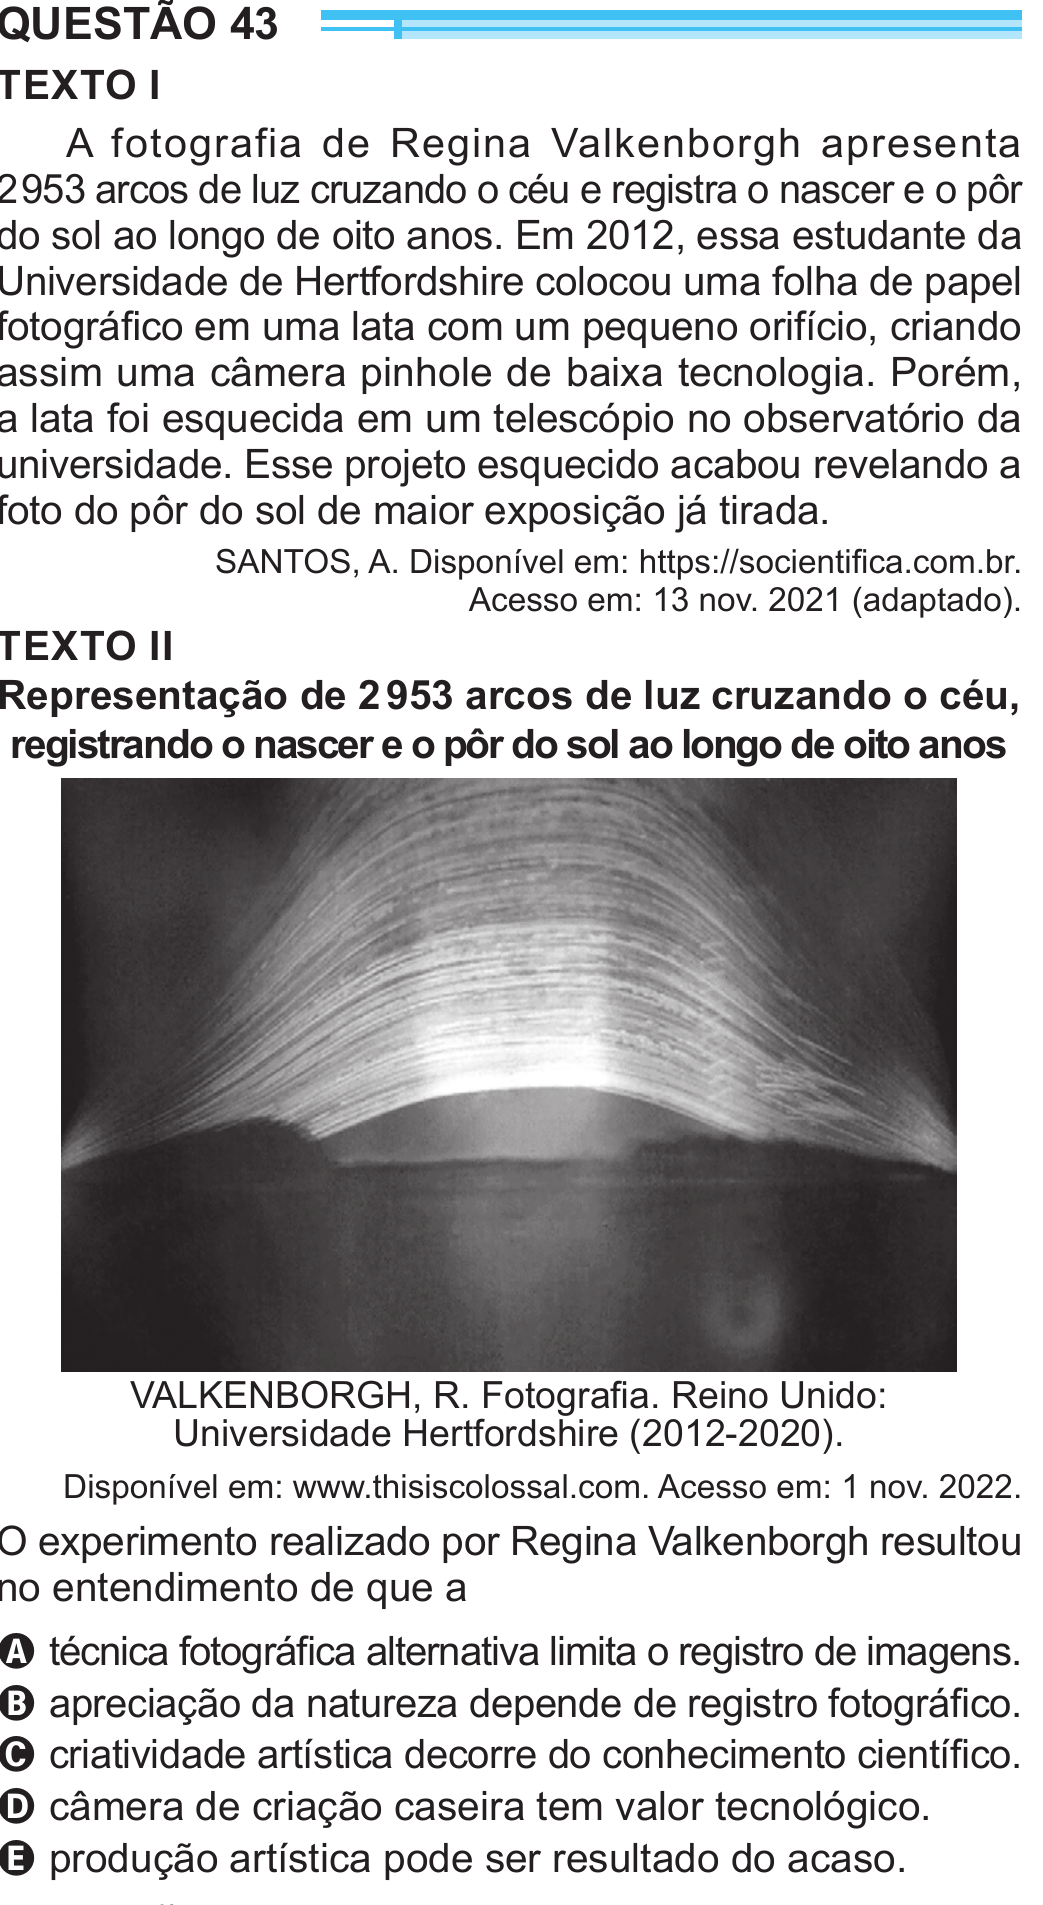 QUESTÃO 43
TEXTO I
A fotografia de Regina Valkenborgh apresenta
2 953 arcos de luz cruzando o céu e registra o nascer e o pôr
do sol ao longo de oito anos. Em 2012, essa estudante da
Universidade de Hertfordshire colocou uma folha de papel
fotográfico em uma lata com um pequeno orifício, criando
assim uma câmera pinhole de baixa tecnologia. Porém,
a lata foi esquecida em um telescópio no observatório da
universidade. Esse projeto esquecido acabou revelando a
foto do pôr do sol de maior exposição já tirada.
SANTOS, A. Disponível em: https://socientifica.com.br.
Acesso em: 13 nov. 2021 (adaptado).
TEXTO II
Representação de 2 953 arcos de luz cruzando o céu,
registrando o nascer e o pôr do sol ao longo de oito anos
VALKENBORGH, R. Fotografia. Reino Unido:
Universidade Hertfordshire (2012-2020).
Disponível em: www.thisiscolossal.com. Acesso em: 1 nov. 2022.
O experimento realizado por Regina Valkenborgh resultou
no entendimento de que a
A técnica fotográfica alternativa limita o registro de imagens.
B apreciação da natureza depende de registro fotográfico.
C criatividade artística decorre do conhecimento científico.
D câmera de criação caseira tem valor tecnológico.
E produção artística pode ser resultado do acaso.